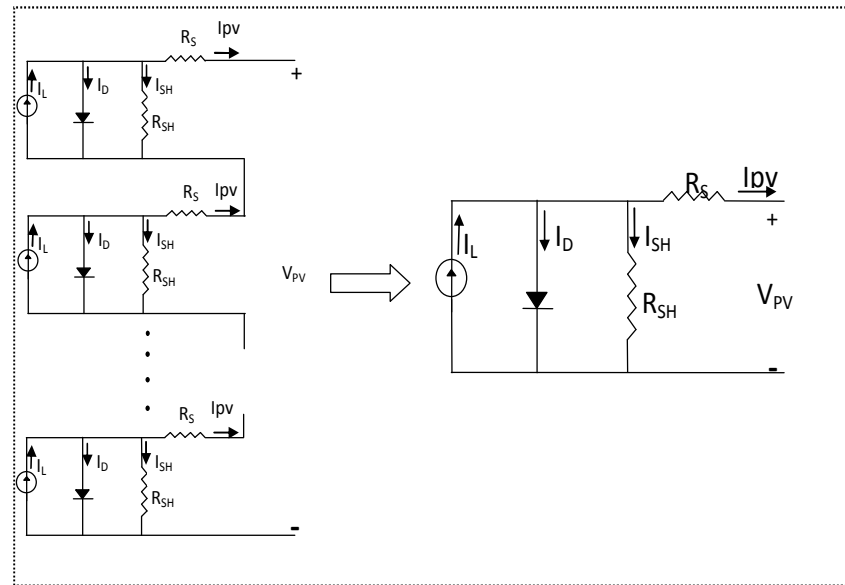 R_S Ipv
+
I_L I_D I_SH
R_SH
R_S Ipv
I_L I_D I_SH
R_SH
V_PV
R_S Ipv
I_L I_D I_SH
R_SH
-
R_S Ipv
+
I_L I_D I_SH
R_SH V_PV
-